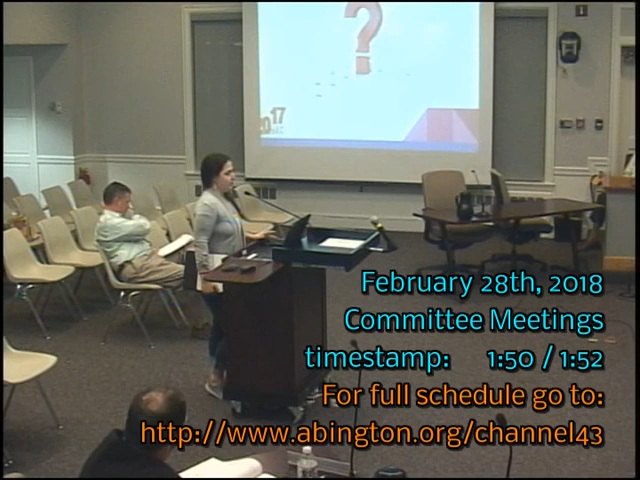 ?
2017
February 28th, 2018
Committee Meetings
timestamp: 1:50 / 1:52
For full schedule go to:
http://www.abington.org/channel43